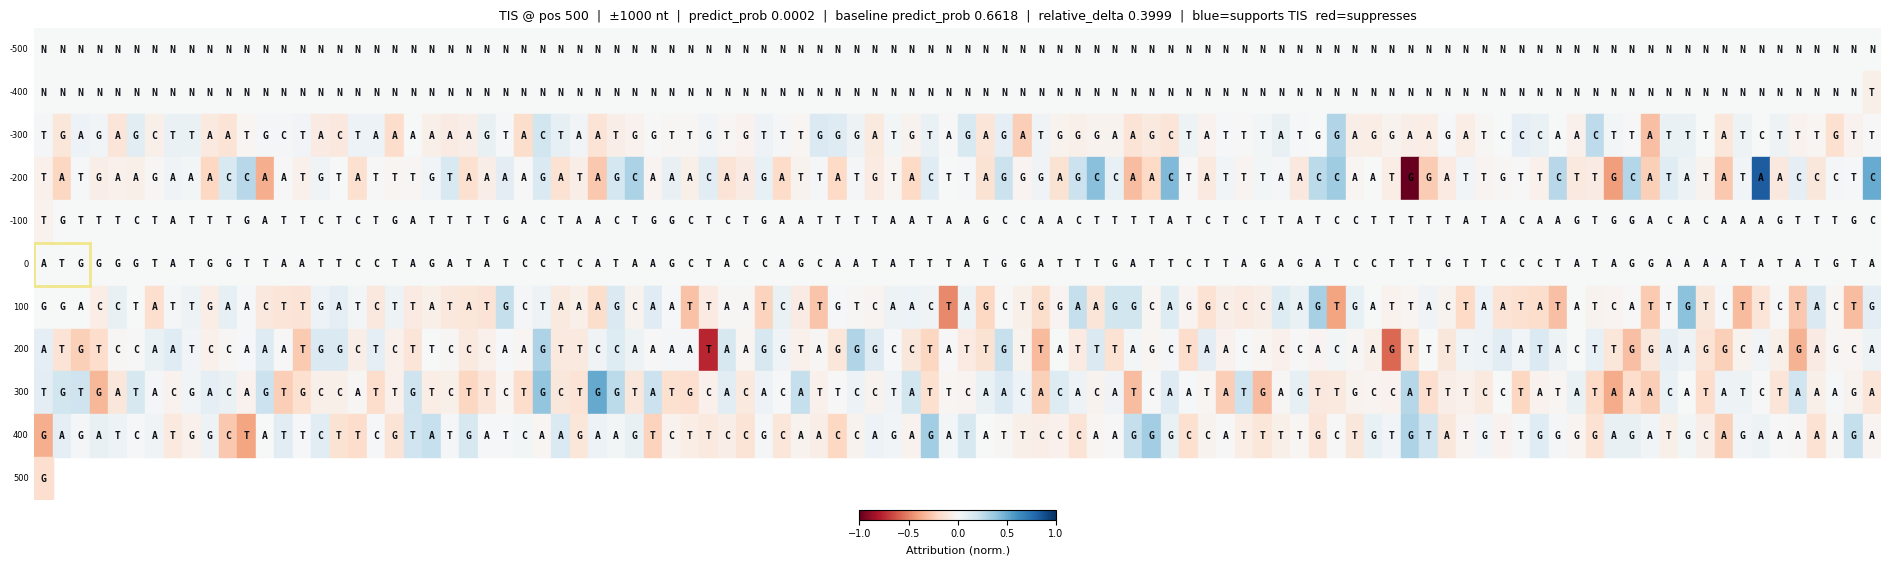 TIS @ pos 500 | ±1000 nt | predict_prob 0.0002 | baseline predict_prob 0.6618 | relative_delta 0.3999 | blue=supports TIS red=suppresses
-500 N N N N N N N N N N N N N N N N N N N N N N N N N N N N N N N N N N N N N N N N N N N N N N N N N N N N N N N N N N N N N N N N N N N N N N N N N N N N N N N N N N N N N N N N N N N N N N N N N N N N
-400 N N N N N N N N N N N N N N N N N N N N N N N N N N N N N N N N N N N N N N N N N N N N N N N N N N N N N N N N N N N N N N N N N N N N N N N N N N N N N N N N N N N N N N N N N N N N N N N N N N N T
-300 T G A G A G C T T A A T G C T A C T A A A A A A G T A C T A A T G G T T G T G T T T G G G A T G T A G A G A T G G G A A G C T A T T T A T G G A G G A A G A T C C C A A C T T A T T T A T C T T T G T T
-200 T A T G A A G A A A C C A A T G T A T T T G T A A A A G A T A G C A A A C A A G A T T A T G T A C T T A G G G A G C C A A C T A T T T A A C C A A T G G A T T G T T C T T G C A T A T A T A A C C C T C
-100 T G T T T C T A T T T G A T T C T C T G A T T T T G A C T A A C T G G C T C T G A A T T T T A A T A A G C C A A C T T T T A T C T C T T A T C C T T T T T A T A C A A G T G G A C A C A A A G T T T G C
0 A T G G G G T A T G G T T A A T T C C T A G A T A T C C T C A T A A G C T A C C A G C A A T A T T T A T G G A T T T G A T T C T T A G A G A T C C T T T G T T C C C T A T A G G A A A A T A T A T G T A
100 G G A C C T A T T G A A C T T G A T C T T A T A T G C T A A A G C A A T T A A T C A T G T C A A C T A G C T G G A A G G C A G G C C C A A G T G A T T A C T A A T A T A T C A T T G T C T T C T A C T G
200 A T G T C C A A T C C A A A T G G C T C T T C C C A A G T T C C A A A A T A A G G T A G G G C C T A T T G T T A T T T A G C T A A C A C C A C A A G T T T T C A A T A C T T G G A A G G C A A G A G C A
300 T G T G A T A C G A C A G T G C C A T T G T C T T C T G C T G G T A T G C A C A C A T T C C T A T T C A A C A C A C A T C A A T A T G A G T T G C C A T T T C C T A T A T A A A C A T A T C T A A A G A
400 G A G A T C A T G G C T A T T C T T C G T A T G A T C A A G A A G T C T T C C G C A A C C A G A G A T A T T C C C A A G G G C C A T T T T G C T G T G T A T G T T G G G G A G A T G C A G A A A A A G A
500 G
−1.0 −0.5 0.0 0.5 1.0
Attribution (norm.)